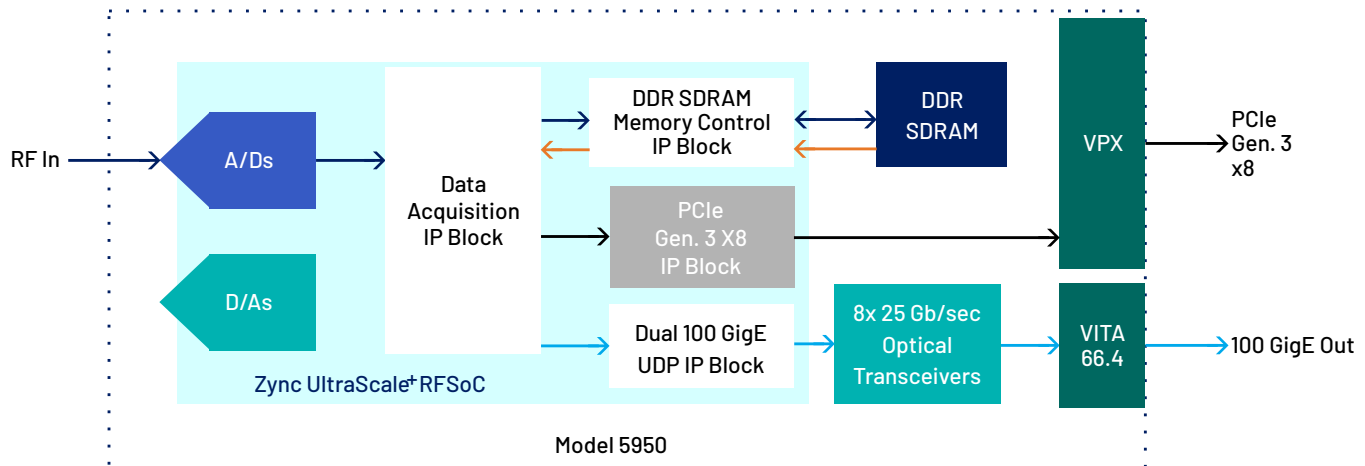 RF In
A/Ds
D/As
Data
Acquisition
IP Block
DDR SDRAM
Memory Control
IP Block
PCIe
Gen. 3 X8
IP Block
Dual 100 GigE
UDP IP Block
DDR
SDRAM
8x 25 Gb/sec
Optical
Transceivers
VPX
VITA
66.4
PCIe
Gen. 3
x8
100 GigE Out
Zync UltraScale+ RFSoC
Model 5950